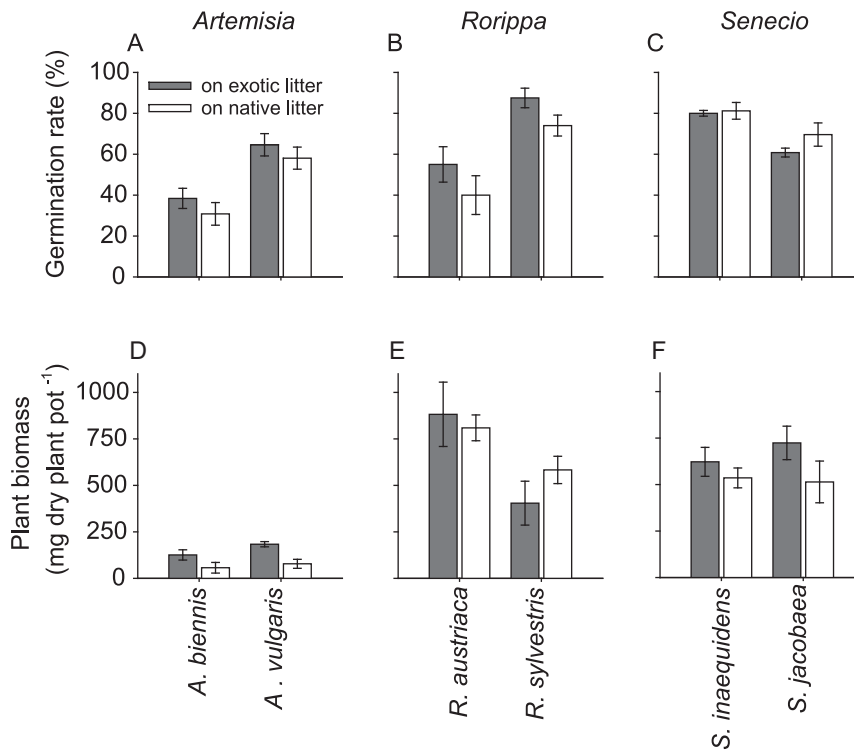 Artemisia
Rorippa
Senecio
A
B
C
Germination rate (%)
100
80
60
40
20
0
on exotic litter
on native litter
D
E
F
Plant biomass
(mg dry plant pot -1)
1000
750
500
250
0
A. biennis
A . vulgaris
R. austriaca
R. sylvestris
S. inaequidens
S. jacobaea